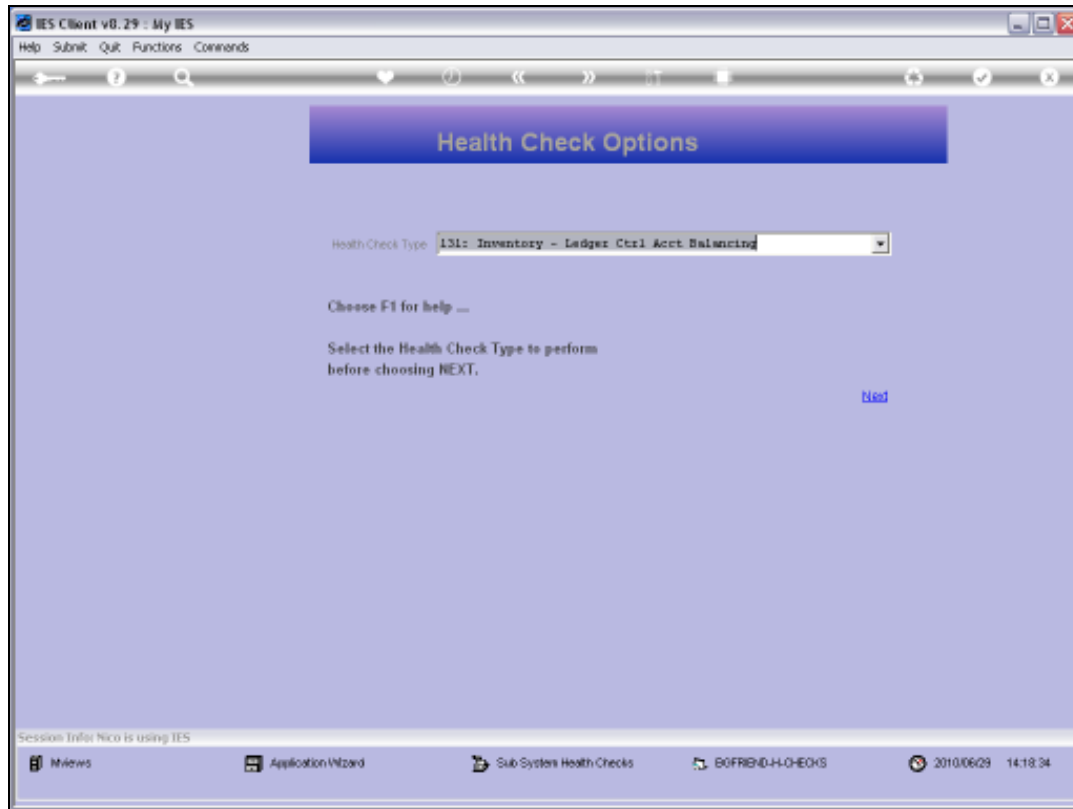 IES Client v8.29 : My IES
Help Submit Quit Functions Commands
Health Check Options
Health Check Type 131: Inventory - Ledger Ctrl Acct Balancing
Choose F1 for help ...
Select the Health Check Type to perform
before choosing NEXT.
Next
Session Info: Nico is using IES
Mviews Application Wizard Sub System Health Checks BGFRIEND-H-CHECKS 2010/06/29 14:18:34